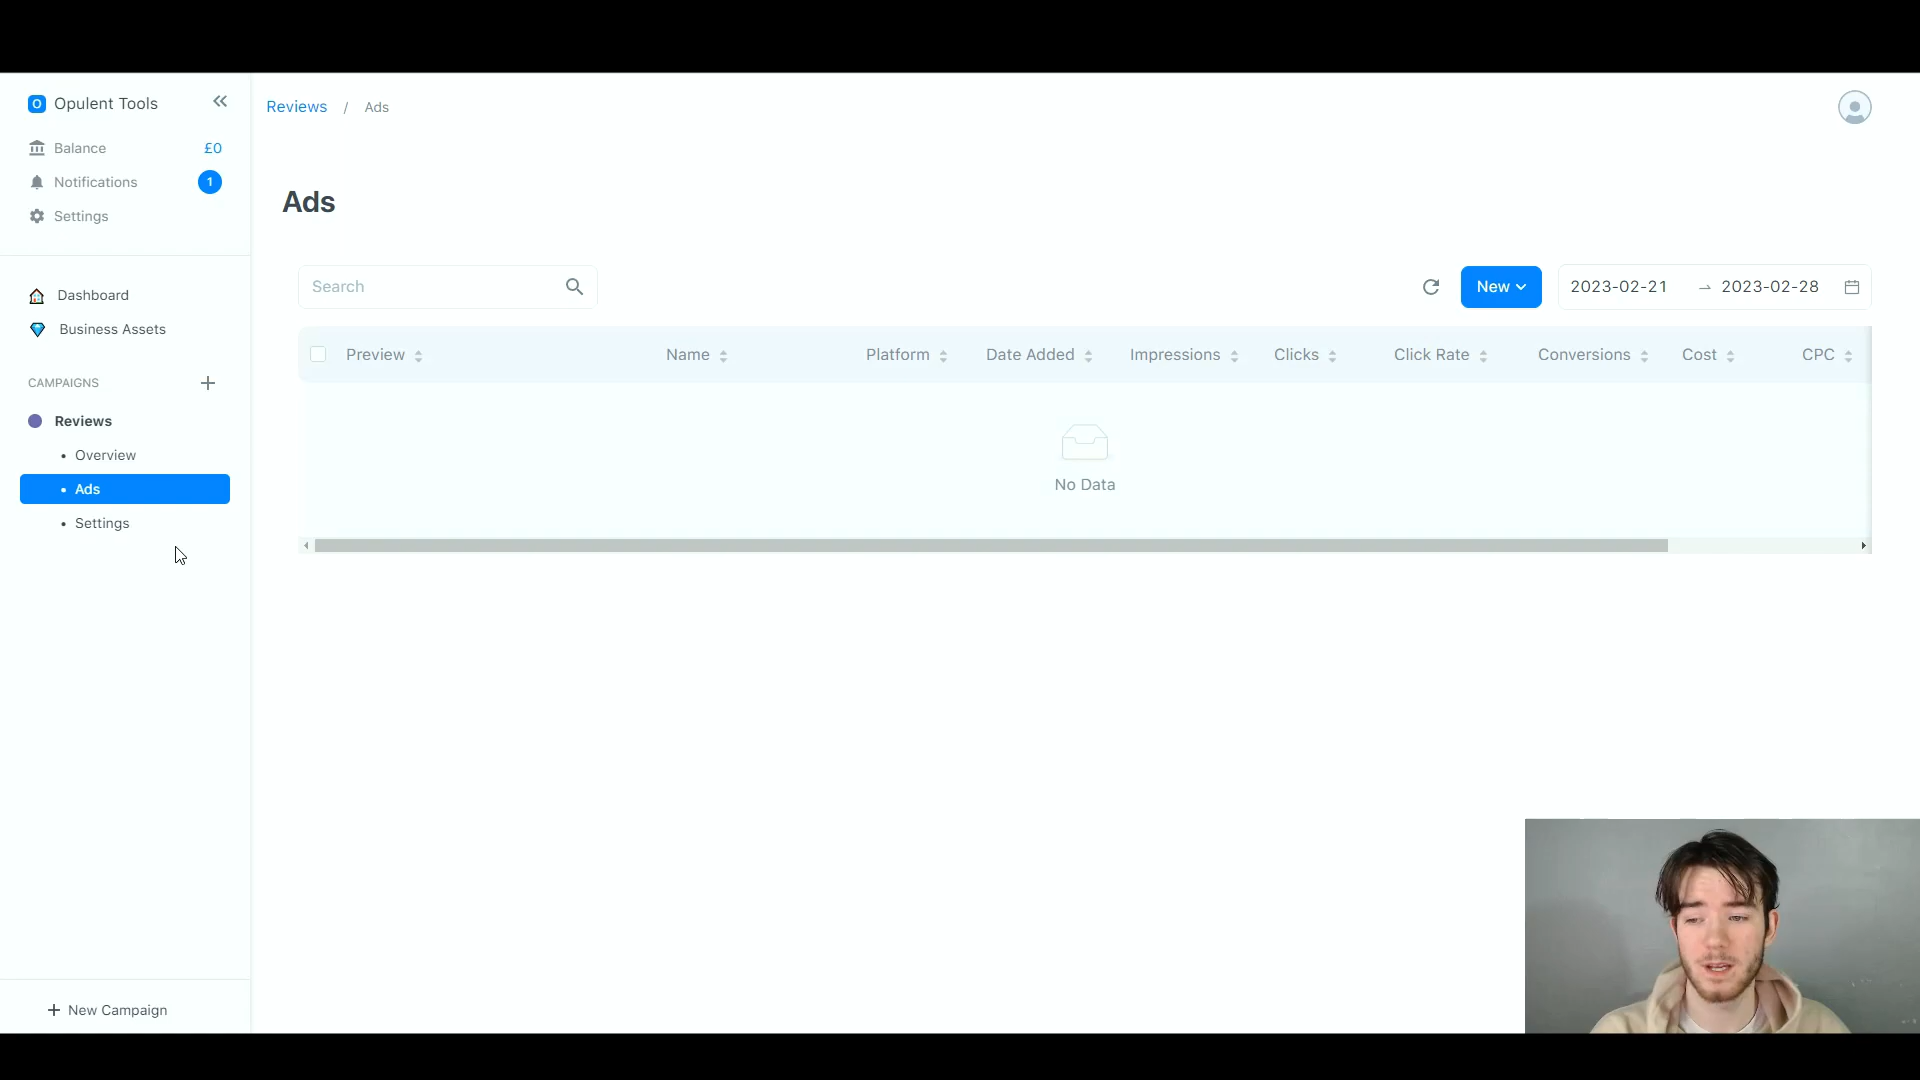 Opulent Tools
Balance £0
Notifications 1
Settings
Dashboard
Business Assets
CAMPAIGNS
Reviews
Overview
Ads
Settings
New Campaign
Reviews / Ads
Ads
Search
New
2023-02-21 → 2023-02-28
Preview Name Platform Date Added Impressions Clicks Click Rate Conversions Cost CPC
No Data